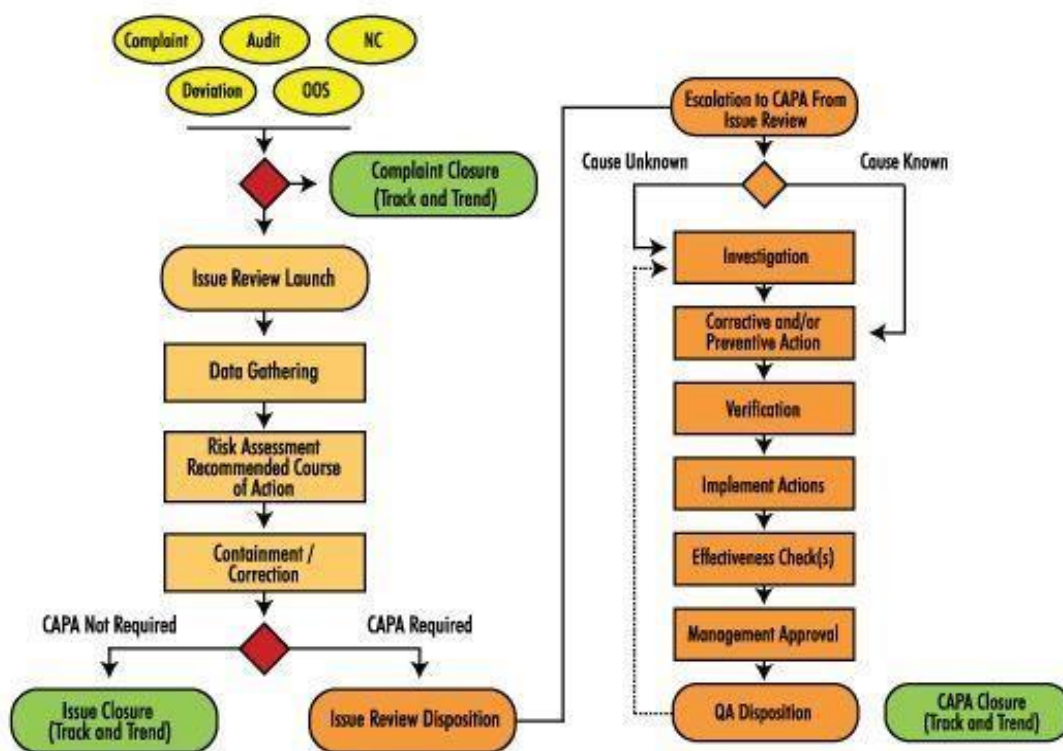 Complaint
Audit
NC
Deviation
OOS
Complaint Closure
(Track and Trend)
Issue Review Launch
Data Gathering
Risk Assessment
Recommended Course
of Action
Containment /
Correction
CAPA Not Required
CAPA Required
Issue Closure
(Track and Trend)
Issue Review Disposition
Escalation to CAPA From
Issue Review
Cause Unknown
Cause Known
Investigation
Corrective and/or
Preventive Action
Verification
Implement Actions
Effectiveness Check(s)
Management Approval
QA Disposition
CAPA Closure
(Track and Trend)